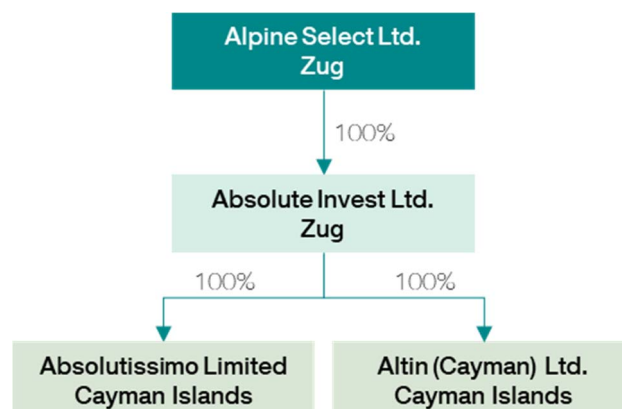 Alpine Select Ltd.
Zug
100%
Absolute Invest Ltd.
Zug
100%
100%
Absolutissimo Limited
Cayman Islands
Altin (Cayman) Ltd.
Cayman Islands